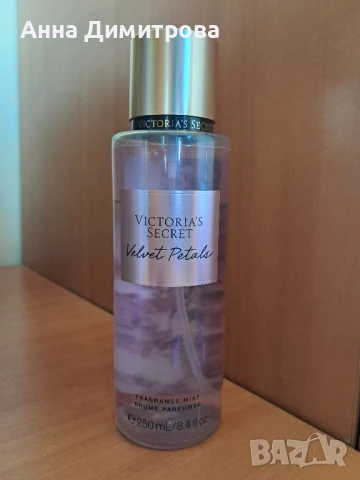 Анна Димитрова
VICTORIA'S SECRET
VICTORIA'S
SECRET
Velvet Petals
FRAGRANCE MIST
BRUME PARFUMÉE
℮ 250 mL/8.4 fl oz
BAZAR